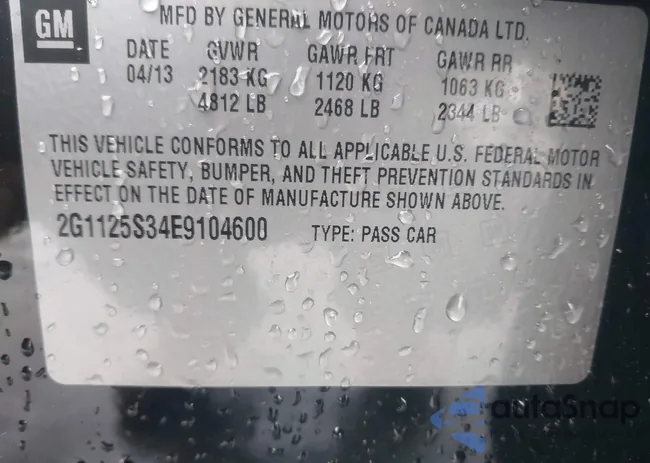 GM
MFD BY GENERAL MOTORS OF CANADA LTD.
DATE GVWR GAWR FRT GAWR RR
04/13 2183 KG 1120 KG 1063 KG
4812 LB 2468 LB 2344 LB
THIS VEHICLE CONFORMS TO ALL APPLICABLE U.S. FEDERAL MOTOR
VEHICLE SAFETY, BUMPER, AND THEFT PREVENTION STANDARDS IN
EFFECT ON THE DATE OF MANUFACTURE SHOWN ABOVE.
2G1125S34E9104600 TYPE: PASS CAR
autoSnap